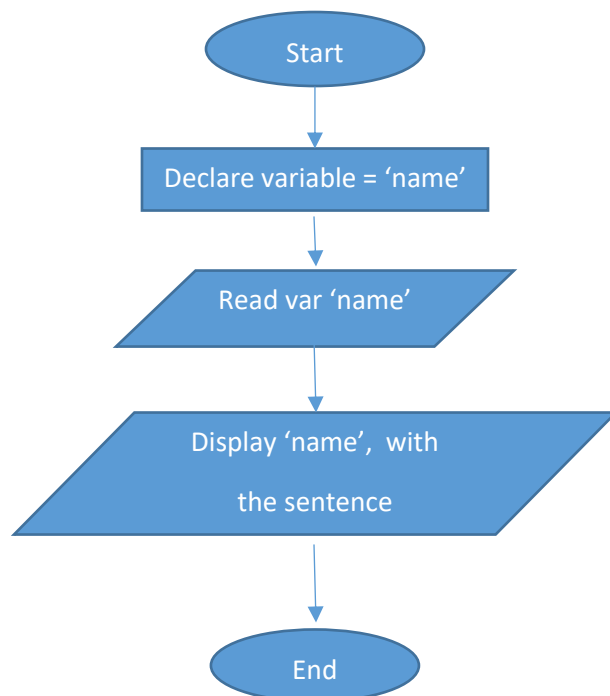 Start
Declare variable = ‘name’
Read var ‘name’
Display ‘name’, with
the sentence
End